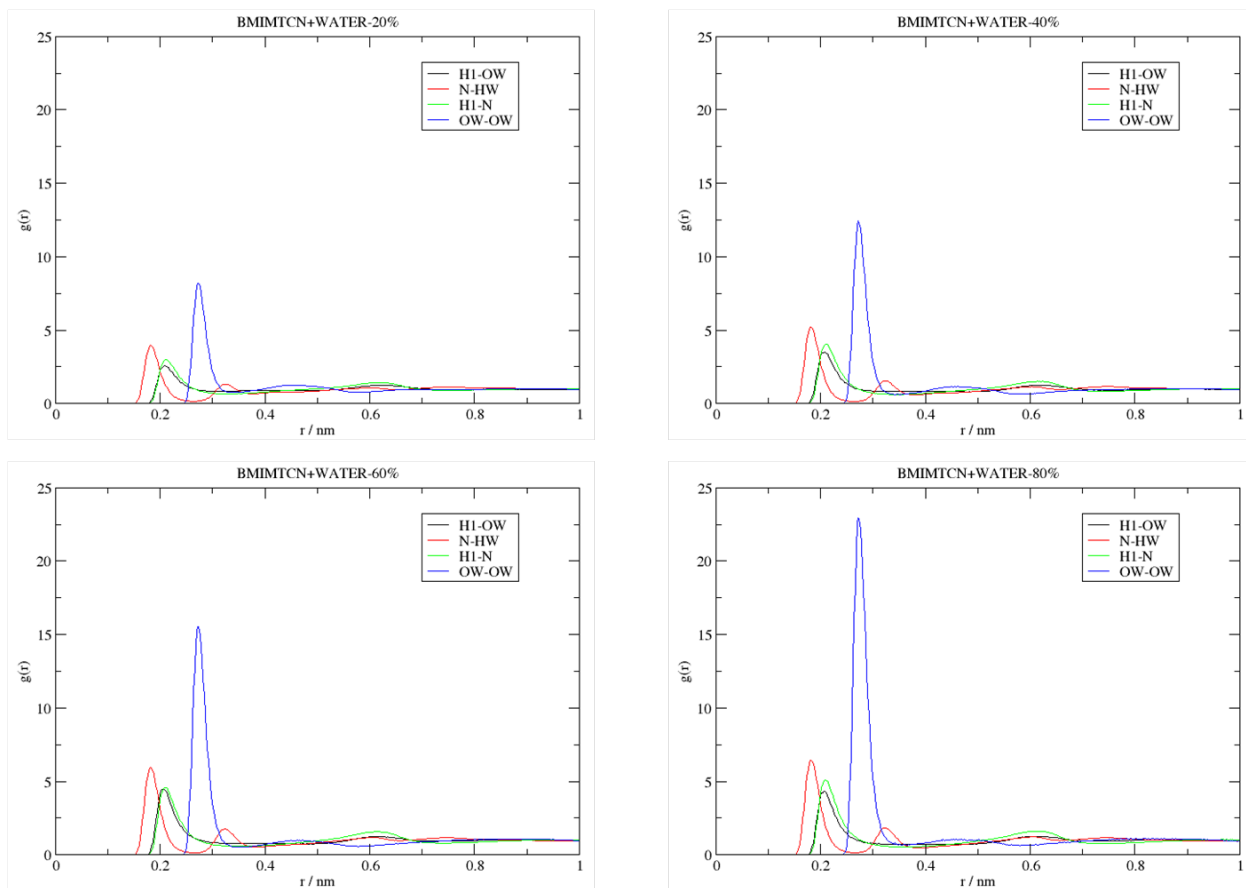 BMIMTCN+WATER-20%
25
20
15
10
5
0
g(r)
H1-OW
N-HW
H1-N
OW-OW
0 0.2 0.4 0.6 0.8 1
r / nm
BMIMTCN+WATER-40%
25
20
15
10
5
0
g(r)
H1-OW
N-HW
H1-N
OW-OW
0 0.2 0.4 0.6 0.8 1
r / nm
BMIMTCN+WATER-60%
25
20
15
10
5
0
g(r)
H1-OW
N-HW
H1-N
OW-OW
0 0.2 0.4 0.6 0.8 1
r / nm
BMIMTCN+WATER-80%
25
20
15
10
5
0
g(r)
H1-OW
N-HW
H1-N
OW-OW
0 0.2 0.4 0.6 0.8 1
r / nm